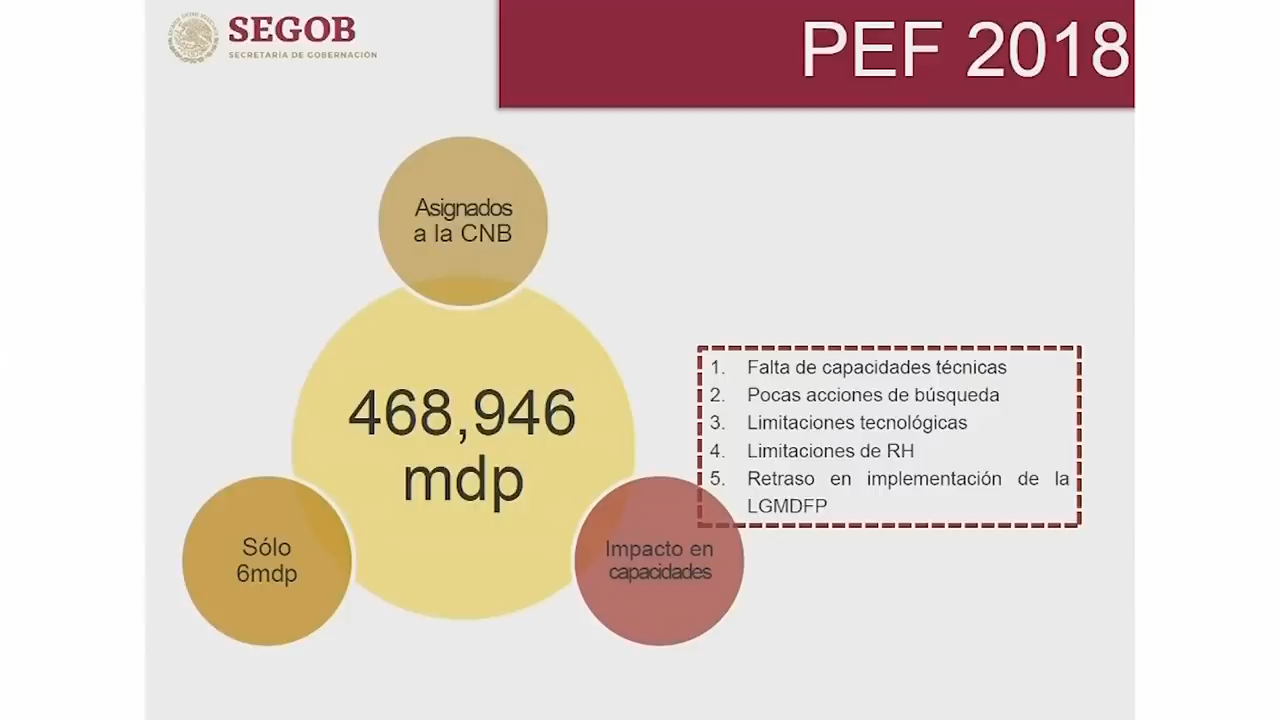 SEGOB
SECRETARÍA DE GOBERNACIÓN
PEF 2018
Asignados
a la CNB
468,946
mdp
Sólo
6mdp
Impacto en
capacidades
1. Falta de capacidades técnicas
2. Pocas acciones de búsqueda
3. Limitaciones tecnológicas
4. Limitaciones de RH
5. Retraso en implementación de la
LGMDFP